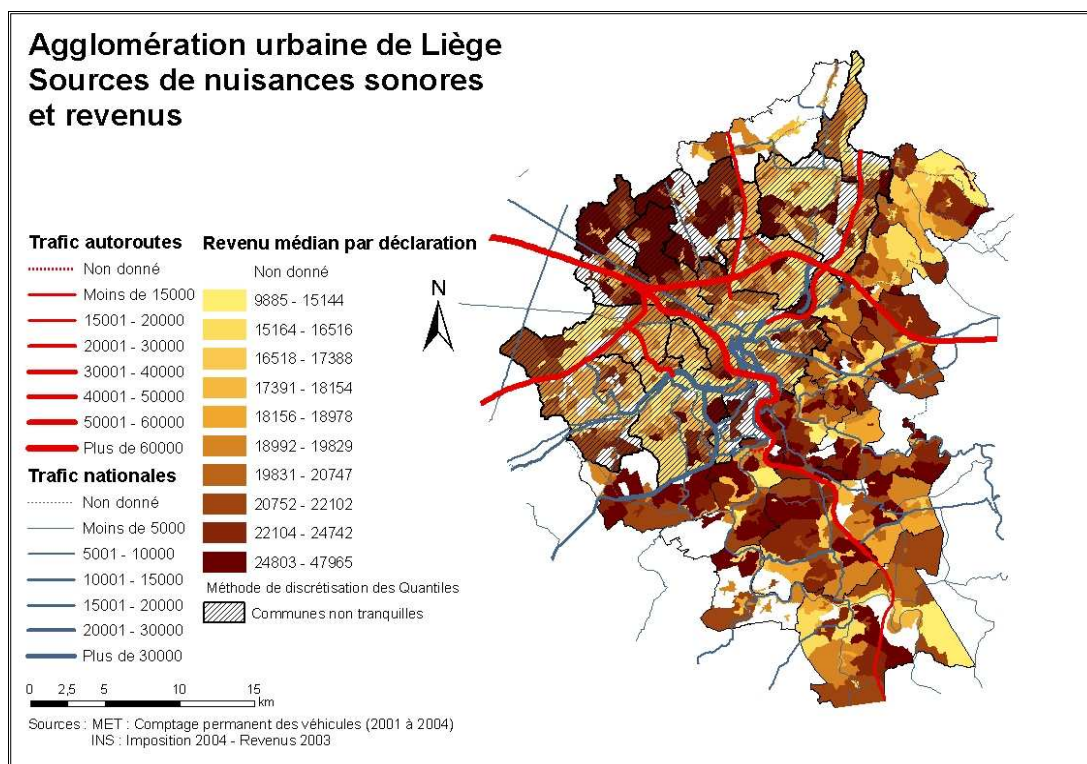 Agglomération urbaine de Liège
Sources de nuisances sonores
et revenus
Trafic autoroutes
Non donné
Moins de 15000
15001 - 20000
20001 - 30000
30001 - 40000
40001 - 50000
50001 - 60000
Plus de 60000
Trafic nationales
Non donné
Moins de 5000
5001 - 10000
10001 - 15000
15001 - 20000
20001 - 30000
Plus de 30000
Revenu médian par déclaration
Non donné
9885 - 15144
15164 - 16516
16518 - 17388
17391 - 18154
18156 - 18978
18992 - 19829
19831 - 20747
20752 - 22102
22104 - 24742
24803 - 47965
Méthode de discrétisation des Quantiles
Communes non tranquilles
N
0 2,5 5 10 15
km
Sources : MET : Comptage permanent des véhicules (2001 à 2004)
INS : Imposition 2004 - Revenus 2003